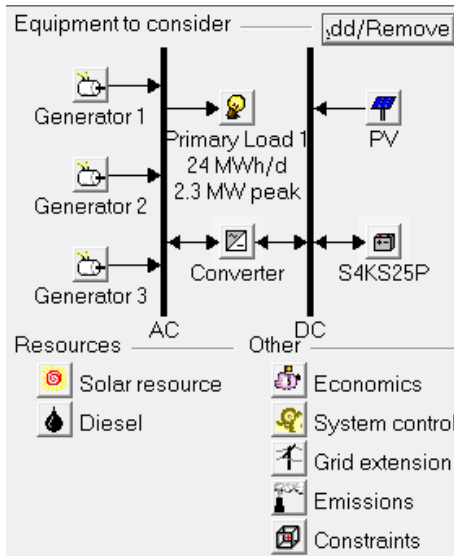 Equipment to consider
dd/Remove
Generator 1
Primary Load 1
24 MWh/d
2.3 MW peak
PV
Generator 2
Generator 3
Converter
S4KS25P
AC
DC
Resources
Other
Solar resource
Economics
Diesel
System control
Grid extension
Emissions
Constraints